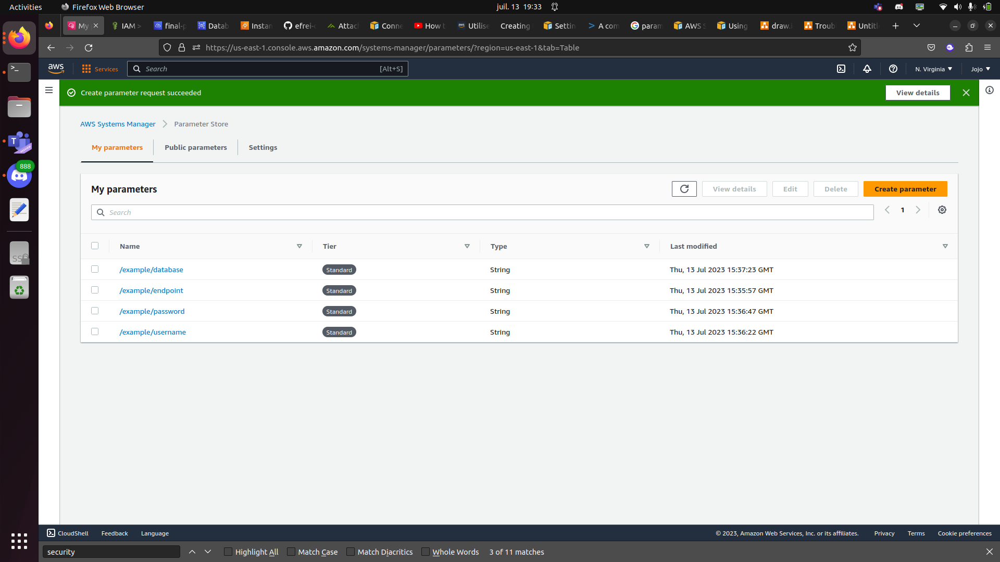 Activities
Firefox Web Browser
juil. 13 19:33
My
IAM >
final-p
Datab
Instan
efrei-c
Attach
Conne
How t
Utilise
Creating
Settin
A com
param
AWS S
Using
draw.
Troub
Untitl
https://us-east-1.console.aws.amazon.com/systems-manager/parameters/?region=us-east-1&tab=Table
aws
Services
Search
[Alt+S]
N. Virginia
Jojo
Create parameter request succeeded
View details
AWS Systems Manager
Parameter Store
My parameters
Public parameters
Settings
My parameters
View details
Edit
Delete
Create parameter
Search
1
Name
Tier
Type
Last modified
/example/database Standard String Thu, 13 Jul 2023 15:37:23 GMT
/example/endpoint Standard String Thu, 13 Jul 2023 15:35:57 GMT
/example/password Standard String Thu, 13 Jul 2023 15:36:47 GMT
/example/username Standard String Thu, 13 Jul 2023 15:36:22 GMT
888
CloudShell
Feedback
Language
© 2023, Amazon Web Services, Inc. or its affiliates.
Privacy
Terms
Cookie preferences
security
Highlight All
Match Case
Match Diacritics
Whole Words
3 of 11 matches